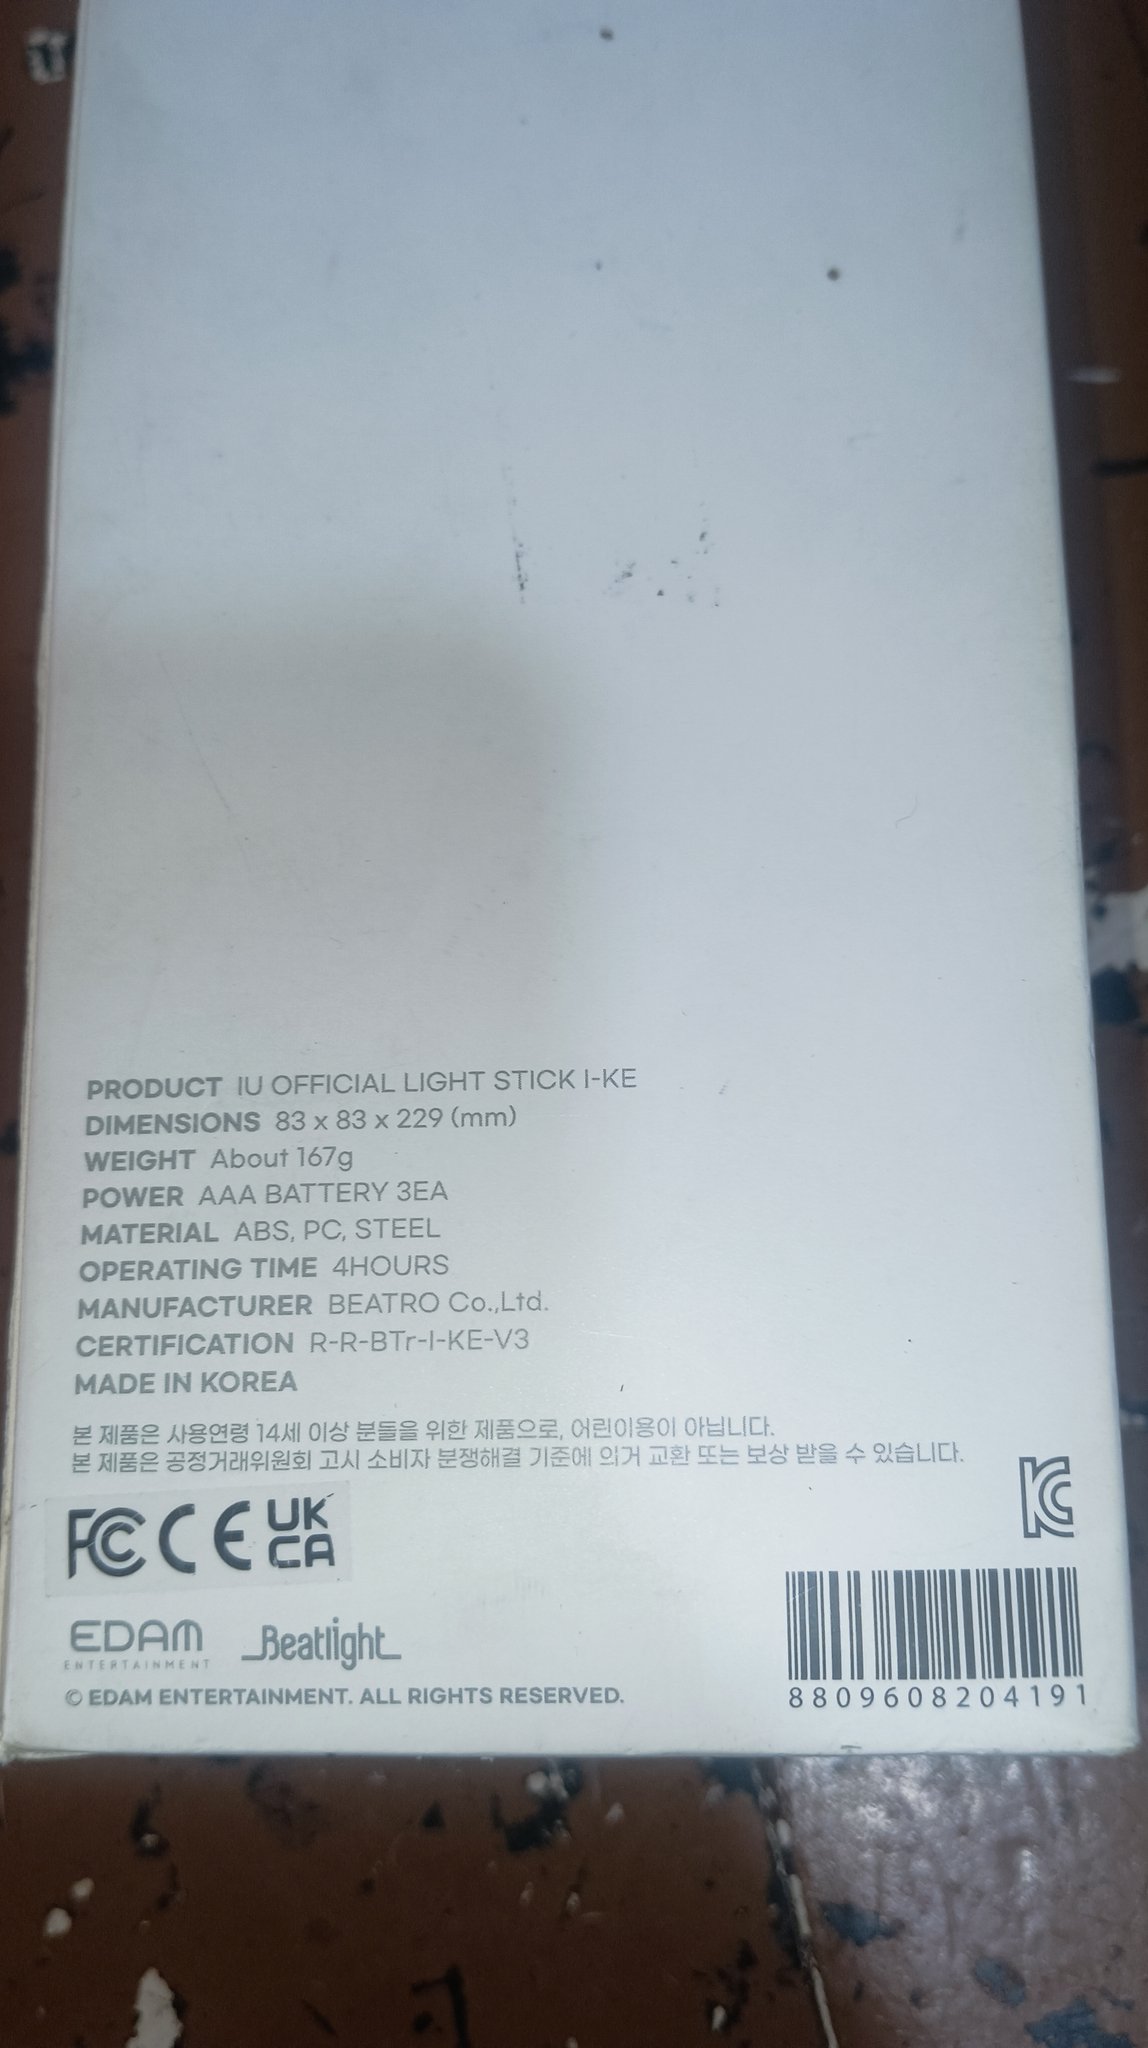 PRODUCT IU OFFICIAL LIGHT STICK I-KE
DIMENSIONS 83 x 83 x 229 (mm)
WEIGHT About 167g
POWER AAA BATTERY 3EA
MATERIAL ABS, PC, STEEL
OPERATING TIME 4HOURS
MANUFACTURER BEATRO Co.,Ltd.
CERTIFICATION R-R-BTr-I-KE-V3
MADE IN KOREA
본 제품은 사용연령 14세 이상 분들을 위한 제품으로, 어린이용이 아닙니다.
본 제품은 공정거래위원회 고시 소비자 분쟁해결 기준에 의거 교환 또는 보상 받을 수 있습니다.
KC
FC CE UK
CA
EDAM Beatlight
ENTERTAINMENT
© EDAM ENTERTAINMENT. ALL RIGHTS RESERVED.
8809608204191